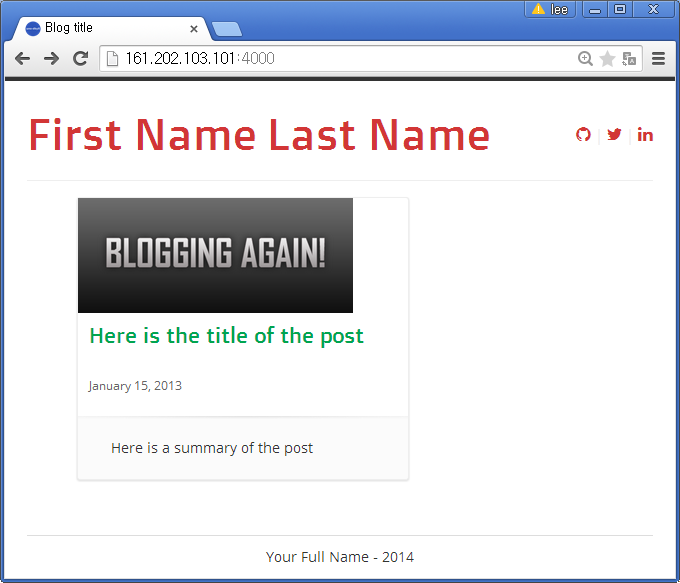 lee
Blog title
161.202.103.101:4000
First Name Last Name
BLOGGING AGAIN!
Here is the title of the post
January 15, 2013
Here is a summary of the post
Your Full Name - 2014